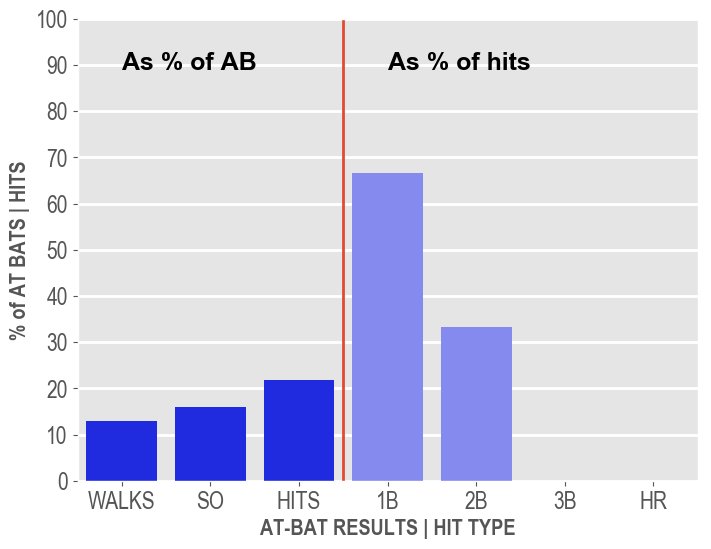 As % of AB
As % of hits
100
90
80
70
60
50
40
30
20
10
0
% of AT BATS | HITS
WALKS SO HITS 1B 2B 3B HR
AT-BAT RESULTS | HIT TYPE